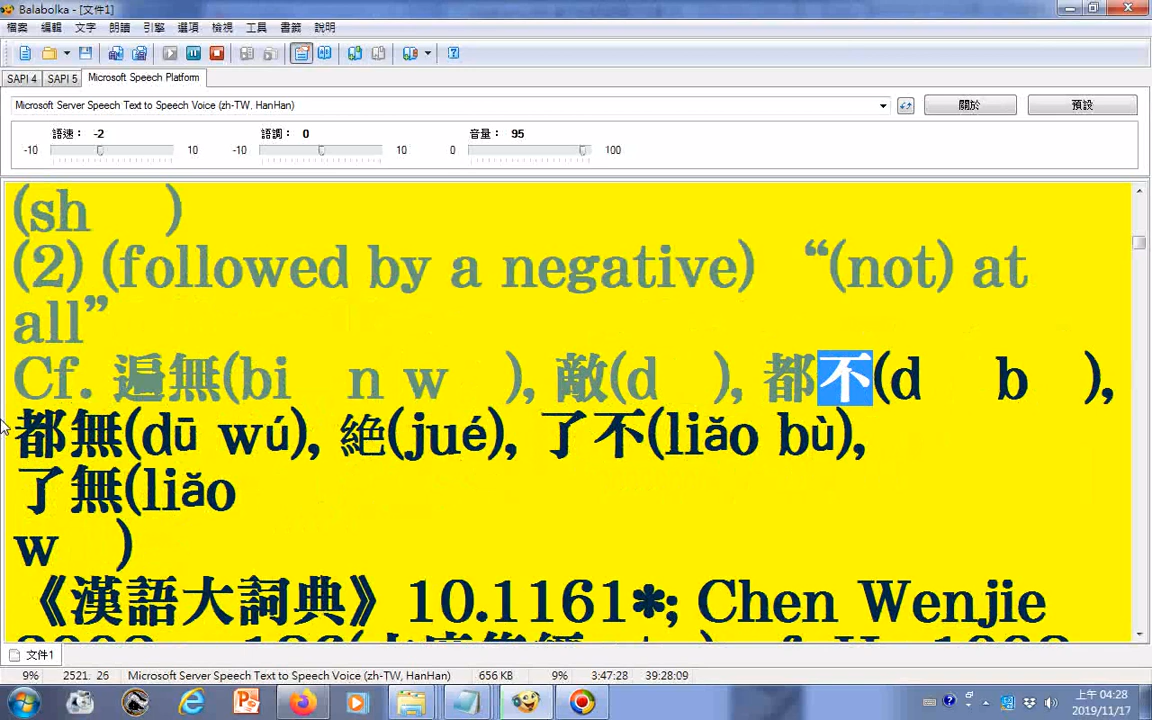 Balabolka - [文件1]
檔案 編輯 文字 朗讀 引擎 選項 檢視 工具 書籤 說明
SAPI 4 SAPI 5 Microsoft Speech Platform
Microsoft Server Speech Text to Speech Voice (zh-TW, HanHan) 關於 預設
語速： -2 語調： 0 音量： 95
-10 10 -10 10 0 100
(sh )
(2) (followed by a negative) “(not) at
all”
Cf. 遍無(bi n w ), 敵(d ), 都不(d b ),
都無(dū wú), 絶(jué), 了不(liǎo bù),
了無(liǎo
w )
《漢語大詞典》10.1161*; Chen Wenjie
文件1
9% 2521, 26 Microsoft Server Speech Text to Speech Voice (zh-TW, HanHan) 656 KB 9% 3:47:28 39:28:09
上午 04:28
2019/11/17